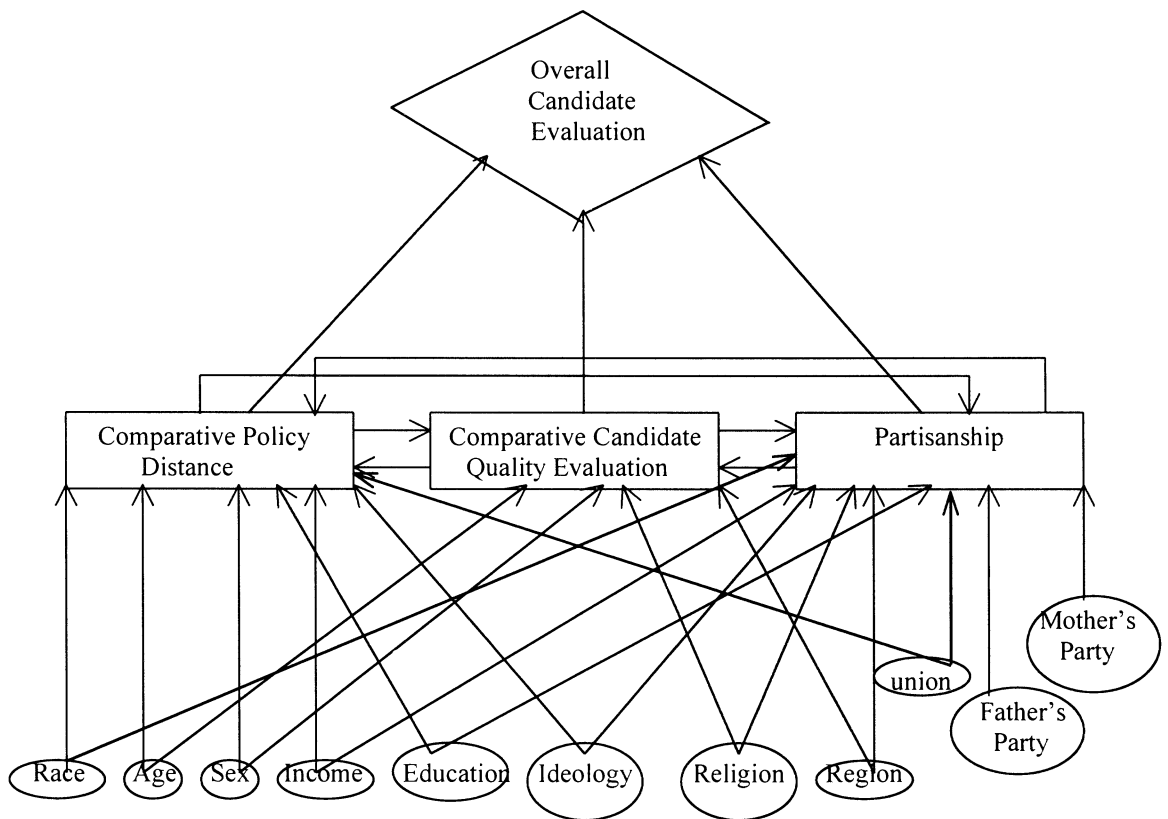 Overall
Candidate
Evaluation
Comparative Policy
Distance
Comparative Candidate
Quality Evaluation
Partisanship
Mother's
Party
union
Father's
Party
Race
Age
Sex
Income
Education
Ideology
Religion
Region